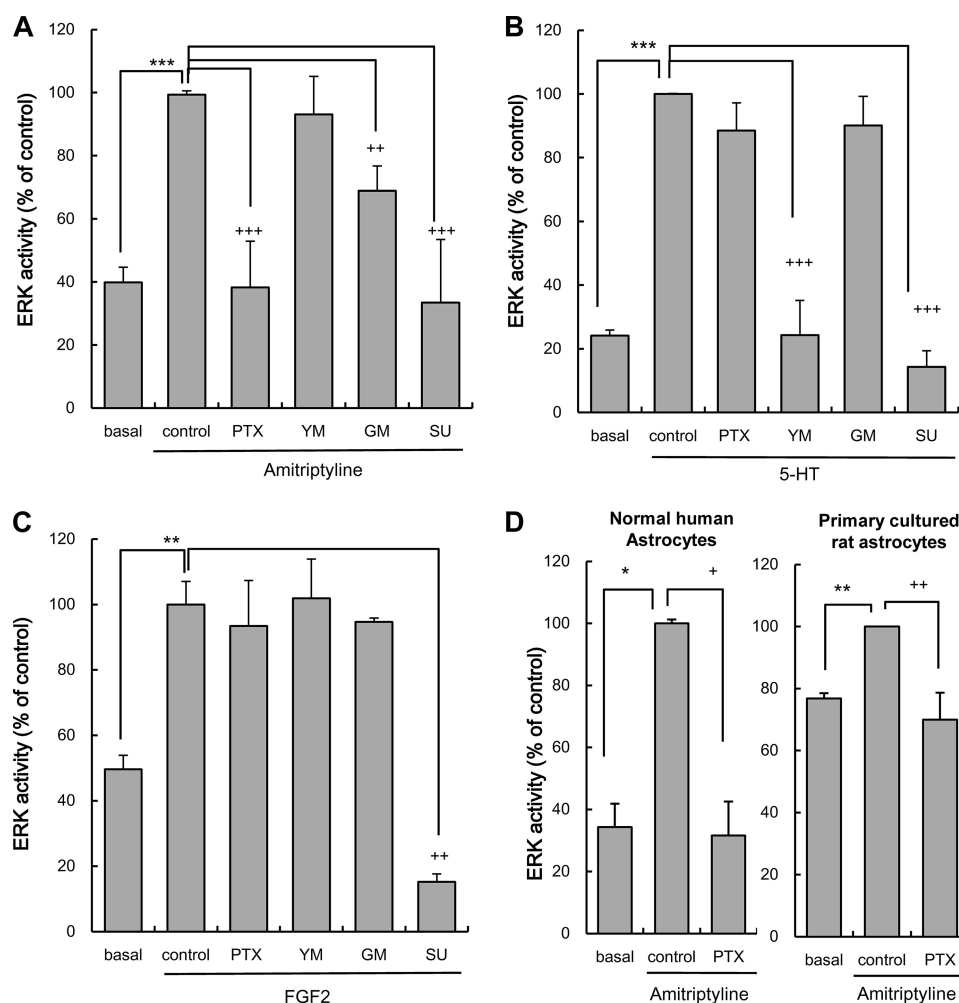 A
ERK activity (% of control)
120
100
80
60
40
20
0
***
+++
++
+++
basal control PTX YM GM SU
Amitriptyline
B
ERK activity (% of control)
120
100
80
60
40
20
0
***
+++
+++
basal control PTX YM GM SU
5-HT
C
ERK activity (% of control)
120
100
80
60
40
20
0
**
++
basal control PTX YM GM SU
FGF2
D
Normal human
Astrocytes
ERK activity (% of control)
120
100
80
60
40
20
0
*
+
basal control PTX
Amitriptyline
Primary cultured
rat astrocytes
120
100
80
60
40
20
0
**
++
basal control PTX
Amitriptyline